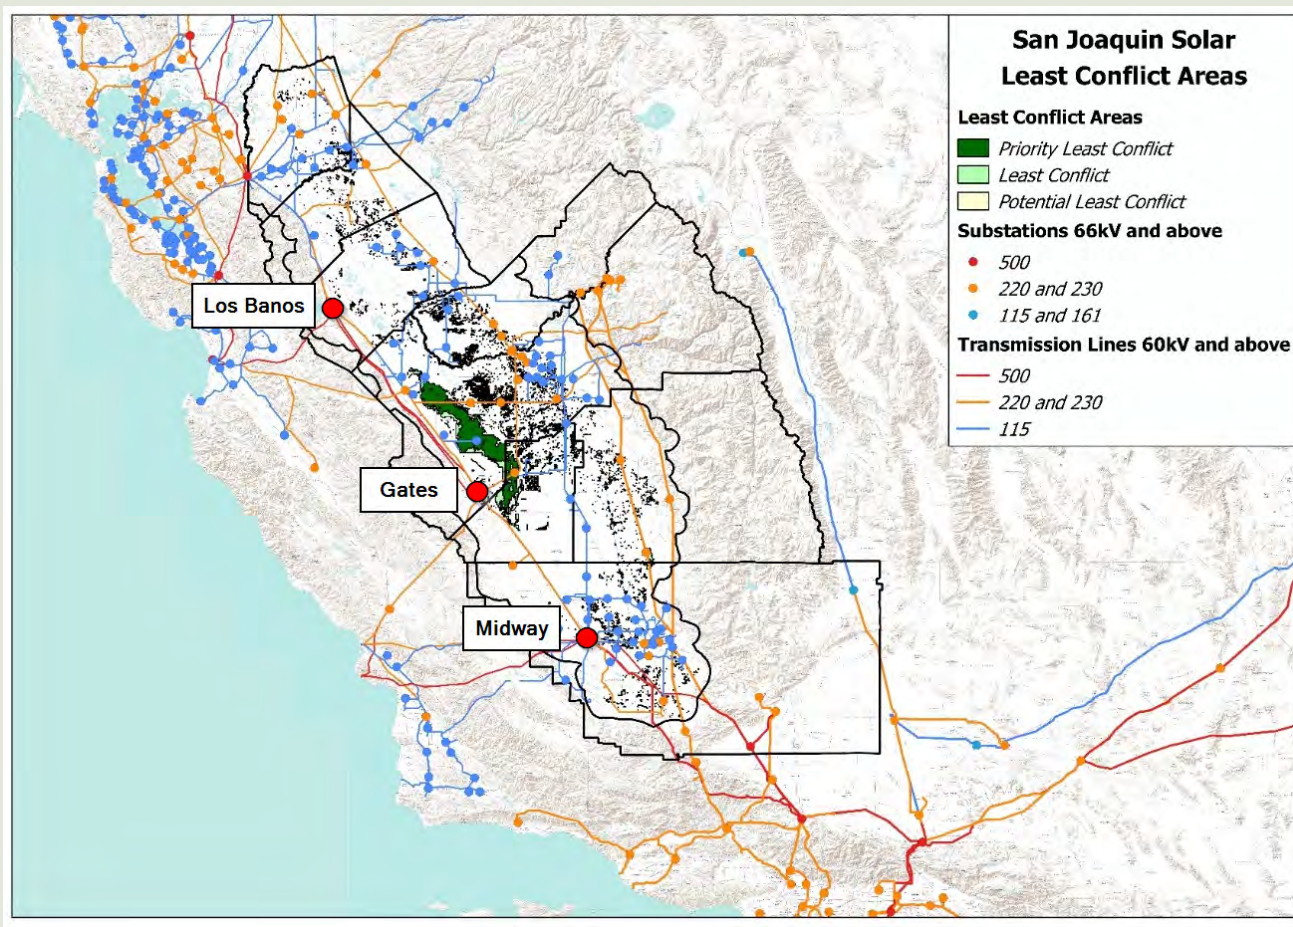 San Joaquin Solar
Least Conflict Areas
Least Conflict Areas
Priority Least Conflict
Least Conflict
Potential Least Conflict
Substations 66kV and above
500
220 and 230
115 and 161
Transmission Lines 60kV and above
500
220 and 230
115
Los Banos
Gates
Midway